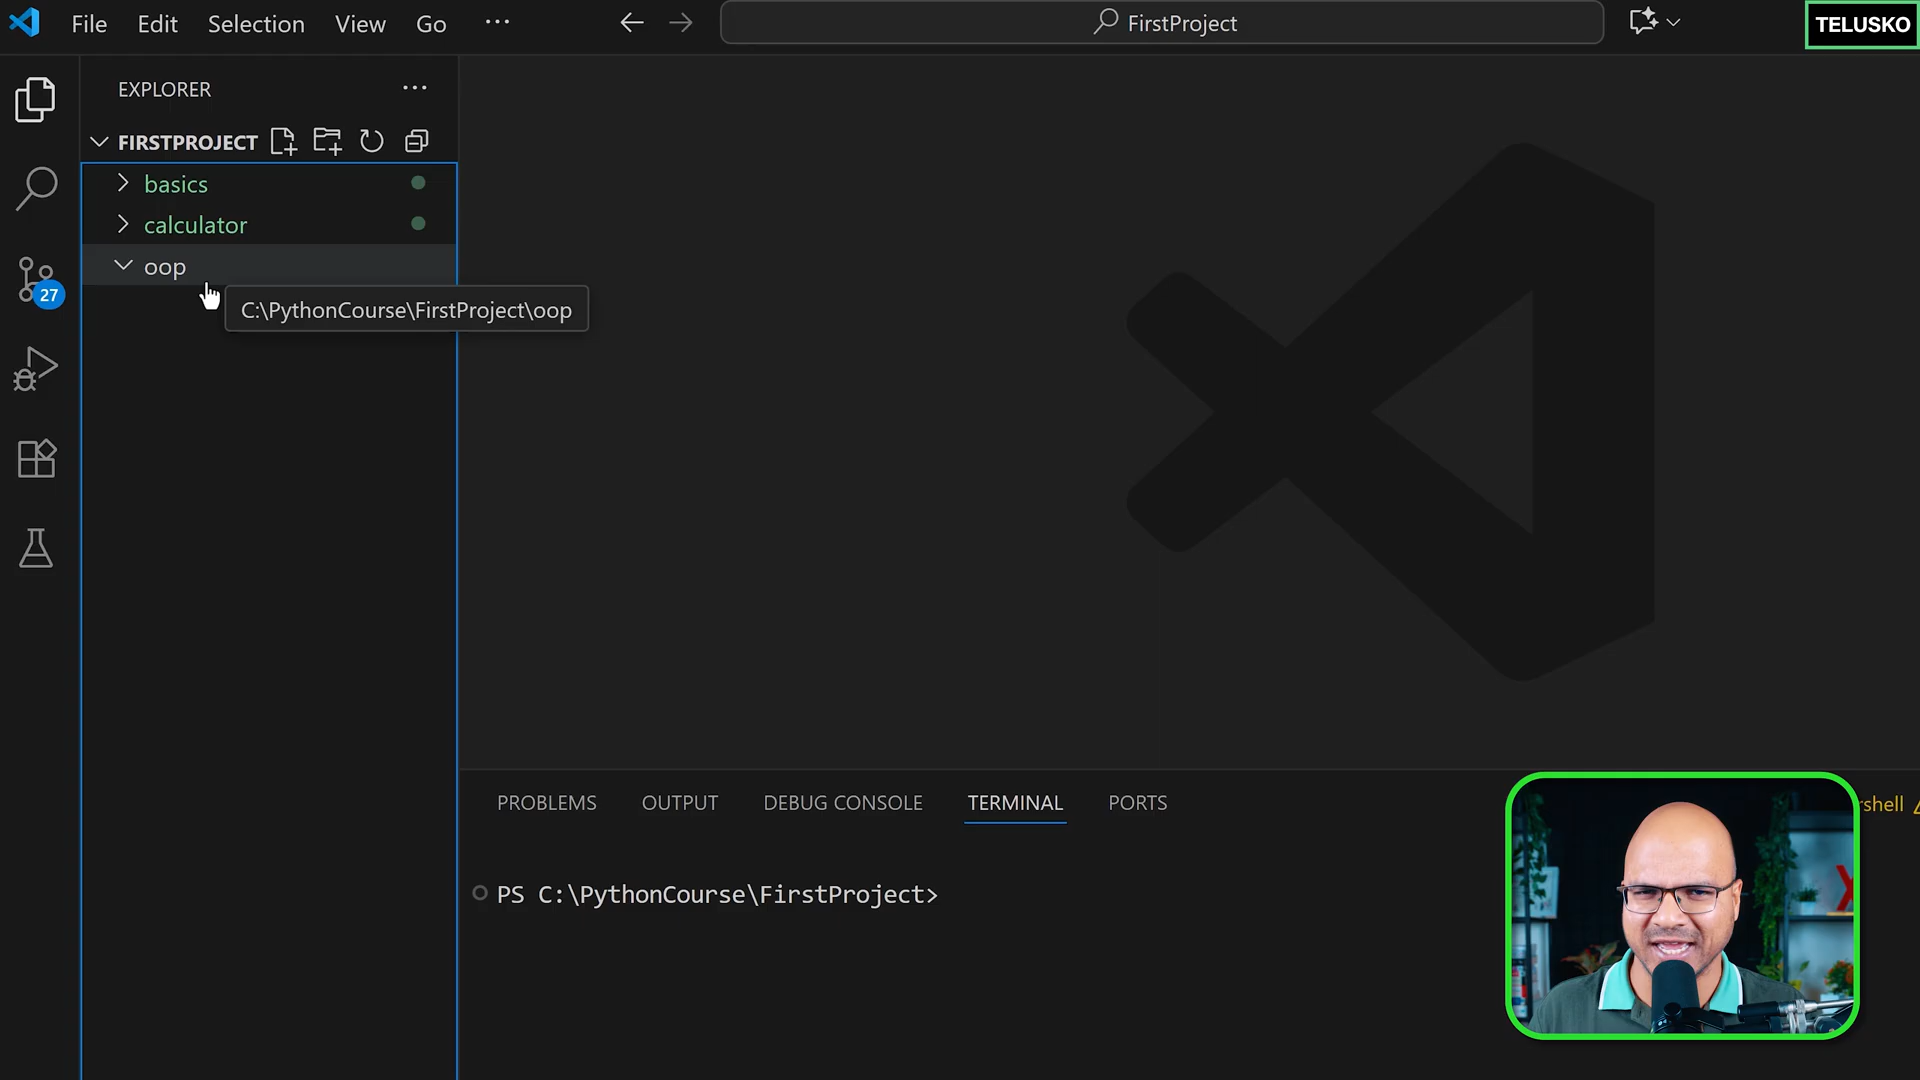 File Edit Selection View Go ...
FirstProject
TELUSKO
EXPLORER
FIRSTPROJECT
basics
calculator
oop
C:\PythonCourse\FirstProject\oop
27
PROBLEMS OUTPUT DEBUG CONSOLE TERMINAL PORTS
PS C:\PythonCourse\FirstProject>